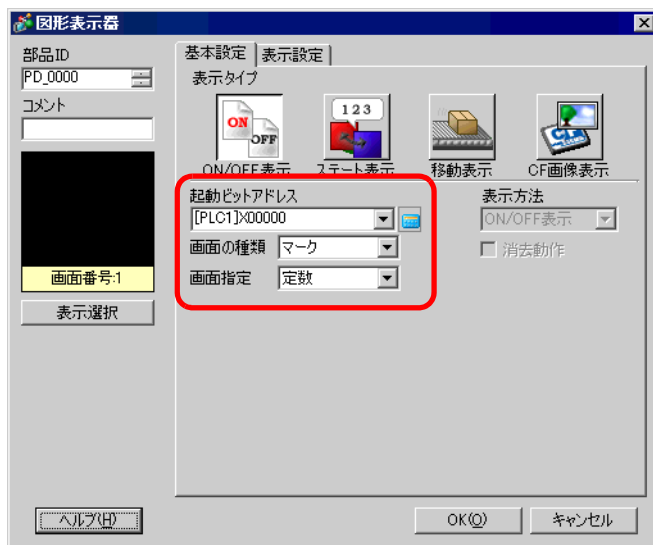 図形表示器
部品ID
PD_0000
コメント
画面番号:1
表示選択
基本設定 表示設定
表示タイプ
ON OFF
1 2 3
CF
ON/OFF表示 ステート表示 移動表示 CF画像表示
起動ビットアドレス
[PLC1]X00000
画面の種類 マーク
画面指定 定数
表示方法
ON/OFF表示
消去動作
ヘルプ(H) OK(O) キャンセル